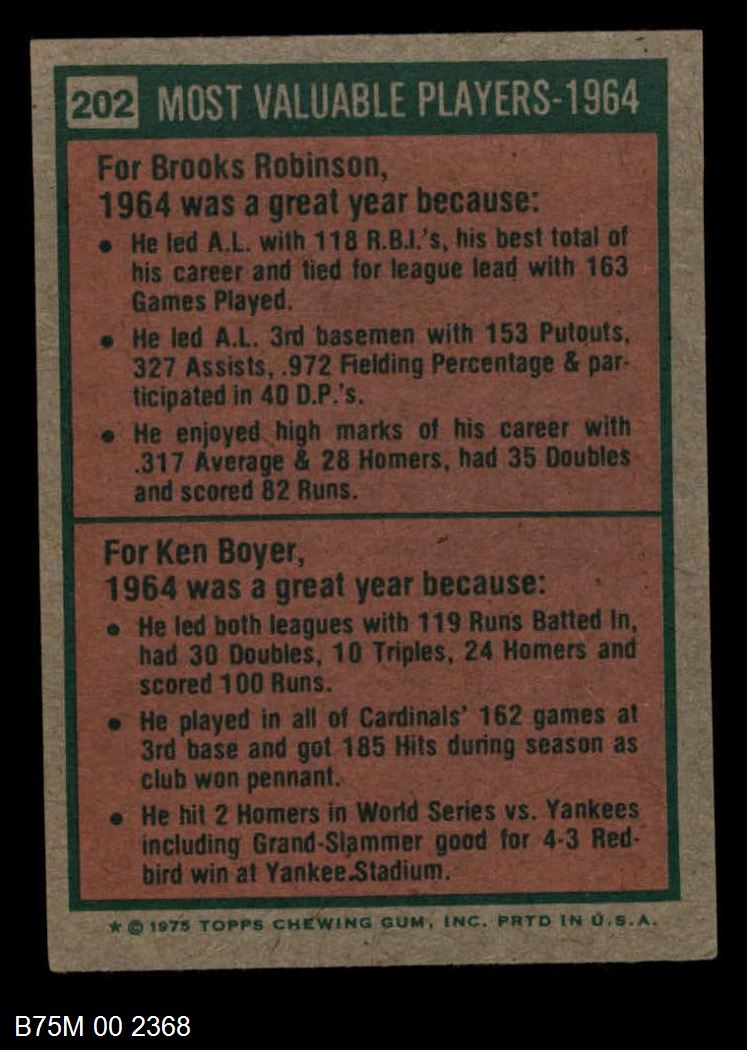 202 MOST VALUABLE PLAYERS-1964
For Brooks Robinson,
1964 was a great year because:
• He led A.L. with 118 R.B.I.'s, his best total of
his career and tied for league lead with 163
Games Played.
• He led A.L. 3rd basemen with 153 Putouts,
327 Assists, .972 Fielding Percentage & par-
ticipated in 40 D.P.'s.
• He enjoyed high marks of his career with
.317 Average & 28 Homers, had 35 Doubles
and scored 82 Runs.
For Ken Boyer,
1964 was a great year because:
• He led both leagues with 119 Runs Batted In,
had 30 Doubles, 10 Triples, 24 Homers and
scored 100 Runs.
• He played in all of Cardinals' 162 games at
3rd base and got 185 Hits during season as
club won pennant.
• He hit 2 Homers in World Series vs. Yankees
including Grand-Slammer good for 4-3 Red-
bird win at Yankee Stadium.
★ © 1975 TOPPS CHEWING GUM, INC. PRTD IN U.S.A.
B75M 00 2368